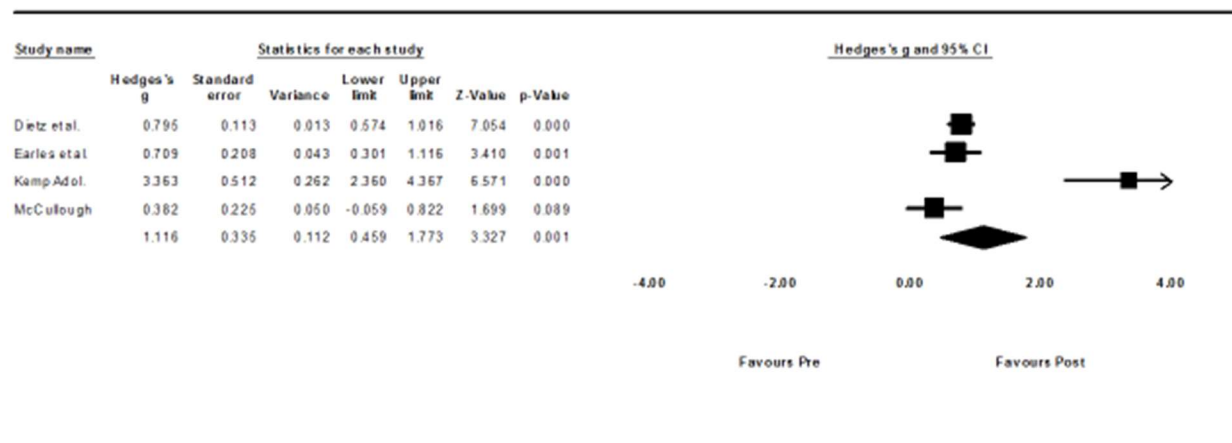 Study name Statistics for each study Hedges's g and 95% CI
Hedges's g Standard error Variance Lower limit Upper limit Z-Value p-Value
Dietz et al. 0.795 0.113 0.013 0.574 1.016 7.054 0.000
Earles et al 0.709 0.208 0.043 0.301 1.116 3.410 0.001
Kemp Adol. 3.363 0.512 0.262 2.360 4.367 6.571 0.000
McCullough 0.382 0.225 0.050 -0.059 0.822 1.699 0.089
1.116 0.335 0.112 0.459 1.773 3.327 0.001
-4.00 -2.00 0.00 2.00 4.00
Favours Pre Favours Post